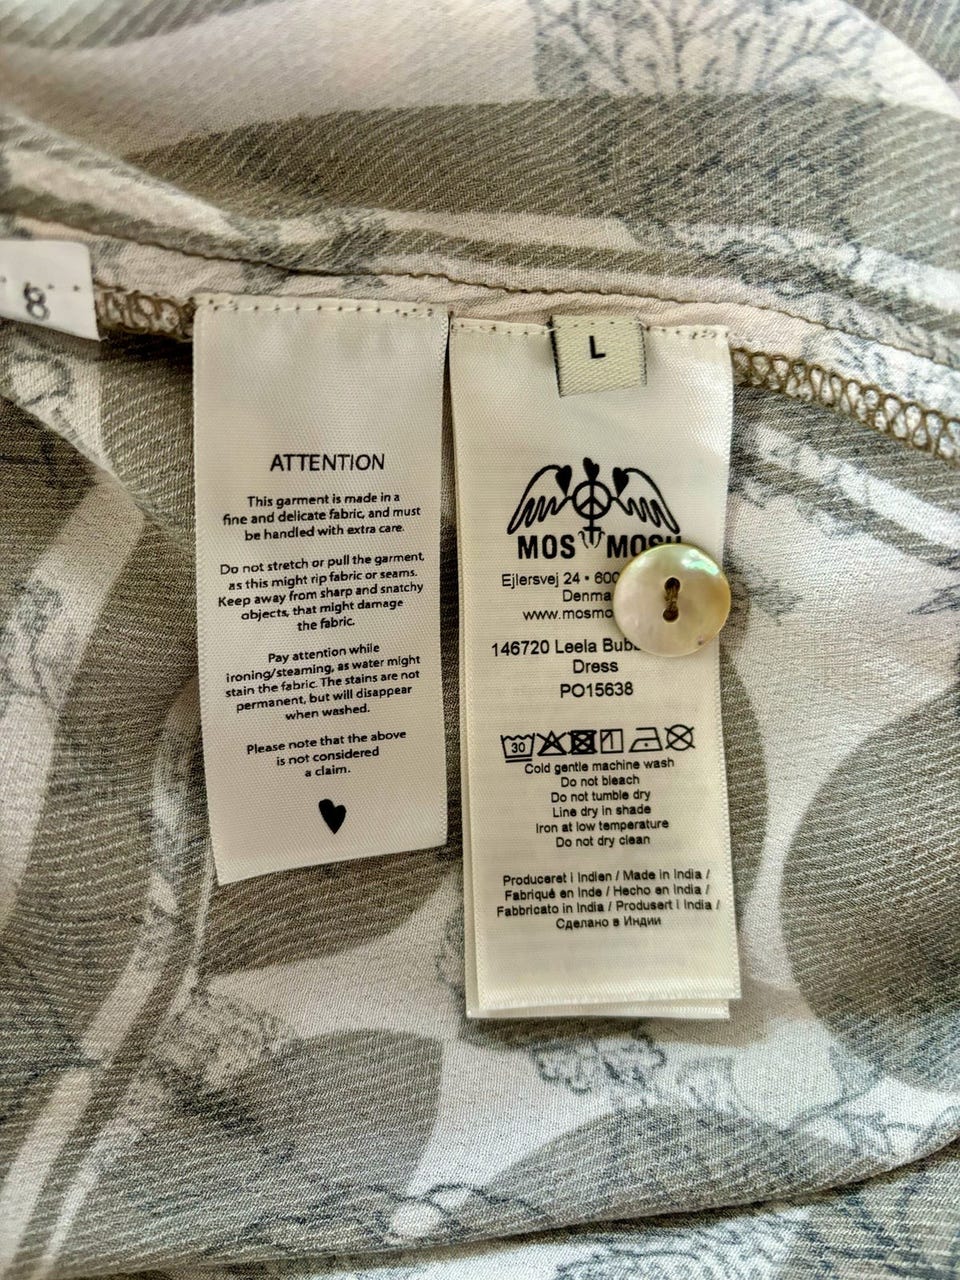 8
ATTENTION
This garment is made in a
fine and delicate fabric, and must
be handled with extra care.
Do not stretch or pull the garment,
as this might rip fabric or seams.
Keep away from sharp and snatchy
objects, that might damage
the fabric.
Pay attention while
ironing/steaming, as water might
stain the fabric. The stains are not
permanent, but will disappear
when washed.
Please note that the above
is not considered
a claim.
L
MOS MOSH
Ejlersvej 24 • 600
Denma
www.mosmo
146720 Leela Bub
Dress
PO15638
30
Cold gentle machine wash
Do not bleach
Do not tumble dry
Line dry in shade
Iron at low temperature
Do not dry clean
Produceret i Indien / Made in India /
Fabriqué en Inde / Hecho en India /
Fabbricato in India / Produsert i India /
Сделано в Индии